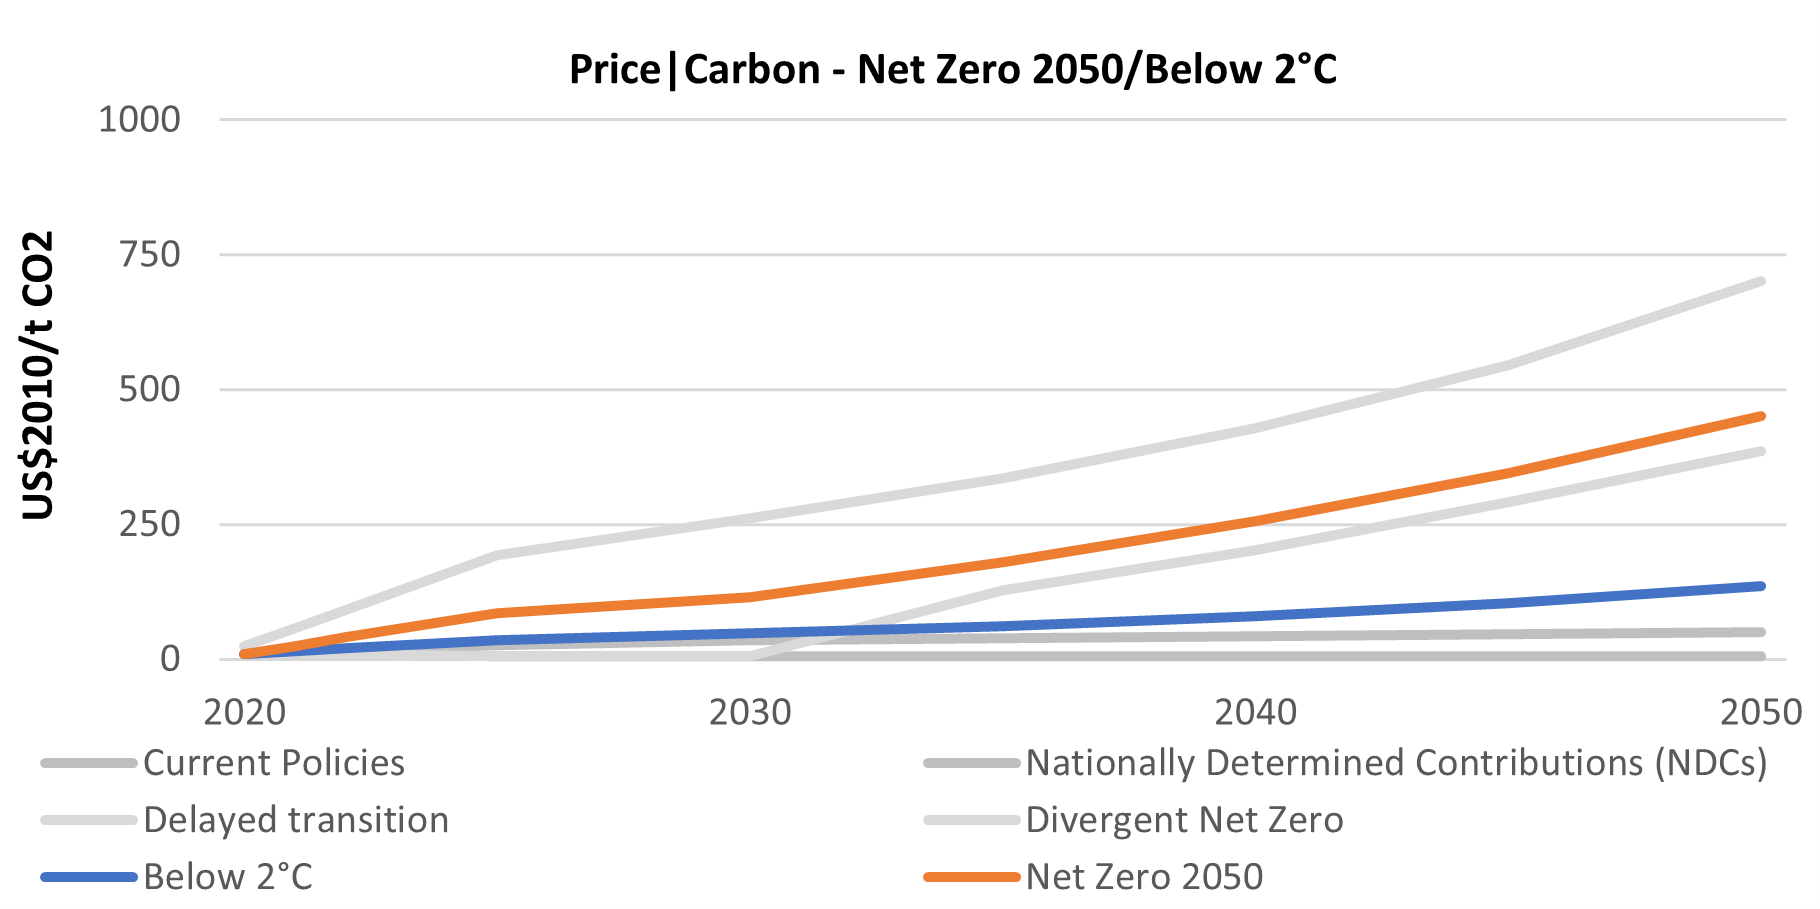 Price|Carbon - Net Zero 2050/Below 2°C
US$2010/t CO2
1000
750
500
250
0
2020 2030 2040 2050
Current Policies Nationally Determined Contributions (NDCs)
Delayed transition Divergent Net Zero
Below 2°C Net Zero 2050